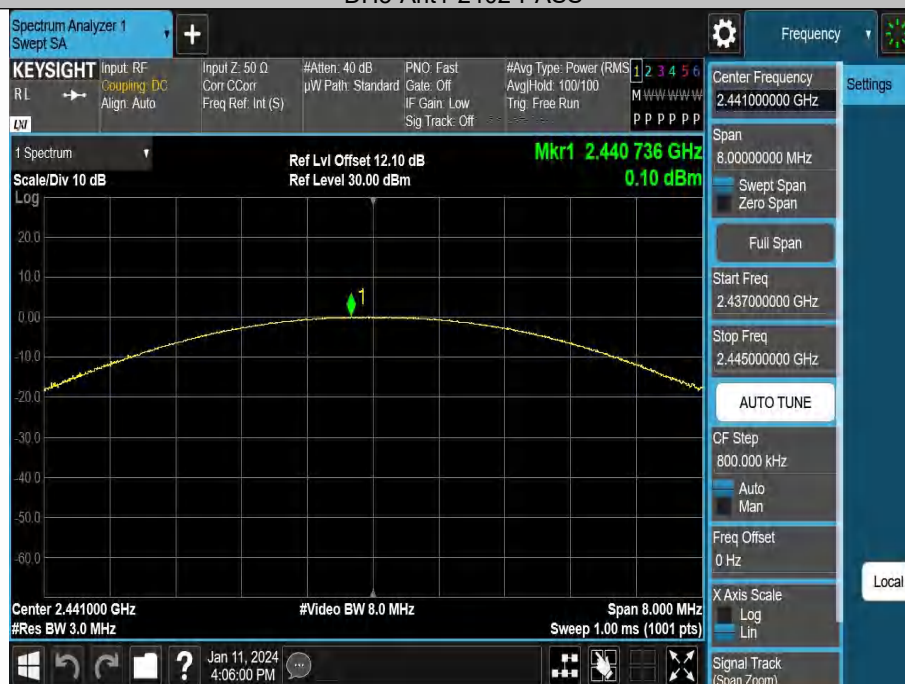 Spectrum Analyzer 1
Swept SA
+
Frequency
KEYSIGHT
RL
LXI
Input: RF
Coupling: DC
Align: Auto
Input Z: 50 Ω
Corr CCorr
Freq Ref: Int (S)
#Atten: 40 dB
µW Path: Standard
PNO: Fast
Gate: Off
IF Gain: Low
Sig Track: Off
#Avg Type: Power (RMS
Avg|Hold: 100/100
Trig: Free Run
1 2 3 4 5 6
M W W W W W
P P P P P P
1 Spectrum
Scale/Div 10 dB
Log
Ref Lvl Offset 12.10 dB
Ref Level 30.00 dBm
Mkr1 2.440 736 GHz
0.10 dBm
20.0
10.0
0.00
-10.0
-20.0
-30.0
-40.0
-50.0
-60.0
1
Center 2.441000 GHz
#Res BW 3.0 MHz
#Video BW 8.0 MHz
Span 8.000 MHz
Sweep 1.00 ms (1001 pts)
Center Frequency
2.441000000 GHz
Settings
Span
8.00000000 MHz
Swept Span
Zero Span
Full Span
Start Freq
2.437000000 GHz
Stop Freq
2.445000000 GHz
AUTO TUNE
CF Step
800.000 kHz
Auto
Man
Freq Offset
0 Hz
Local
X Axis Scale
Log
Lin
Signal Track
(Span Zoom)
?
Jan 11, 2024
4:06:00 PM